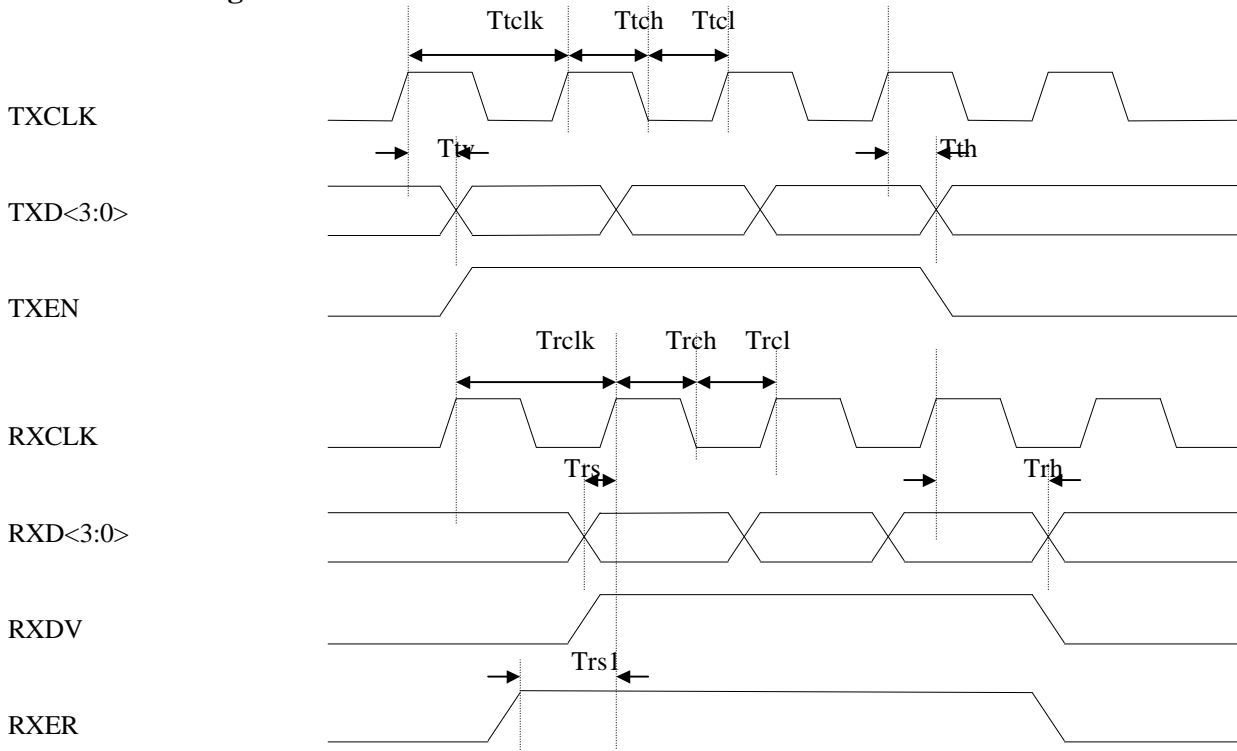 Ttclk Ttch Ttcl
TXCLK
Ttv Tth
TXD<3:0>
TXEN
Trclk Trch Trcl
RXCLK
Trs Trh
RXD<3:0>
RXDV
Trs1
RXER